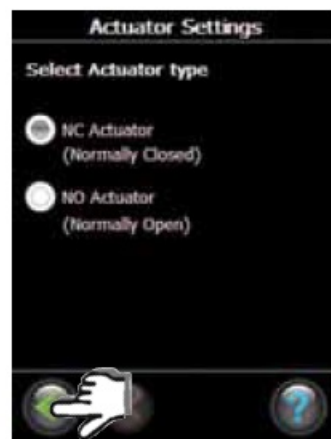 Actuator Settings
Select Actuator type
NC Actuator
(Normally Closed)
NO Actuator
(Normally Open)
?